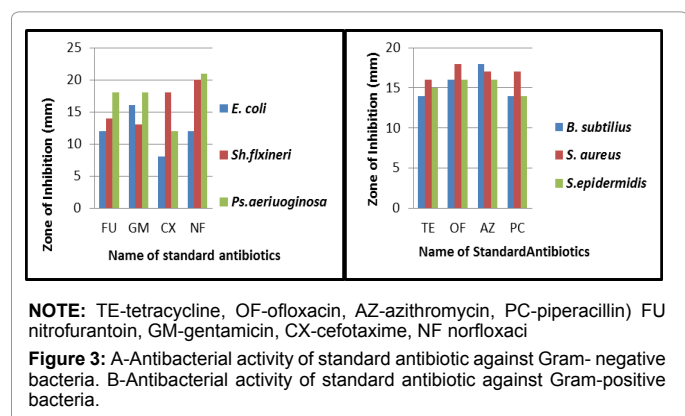 25
20
15
10
5
0
Zone of Inhibition (mm)
FU GM CX NF
Name of standard antibiotics
E. coli
Sh.flxineri
Ps.aeriuoginosa
20
15
10
5
0
Zone of Inhibition (mm)
TE OF AZ PC
Name of StandardAntibiotics
B. subtilius
S. aureus
S.epidermidis
NOTE: TE-tetracycline, OF-ofloxacin, AZ-azithromycin, PC-piperacillin) FU
nitrofurantoin, GM-gentamicin, CX-cefotaxime, NF norfloxaci
Figure 3: A-Antibacterial activity of standard antibiotic against Gram- negative
bacteria. B-Antibacterial activity of standard antibiotic against Gram-positive
bacteria.